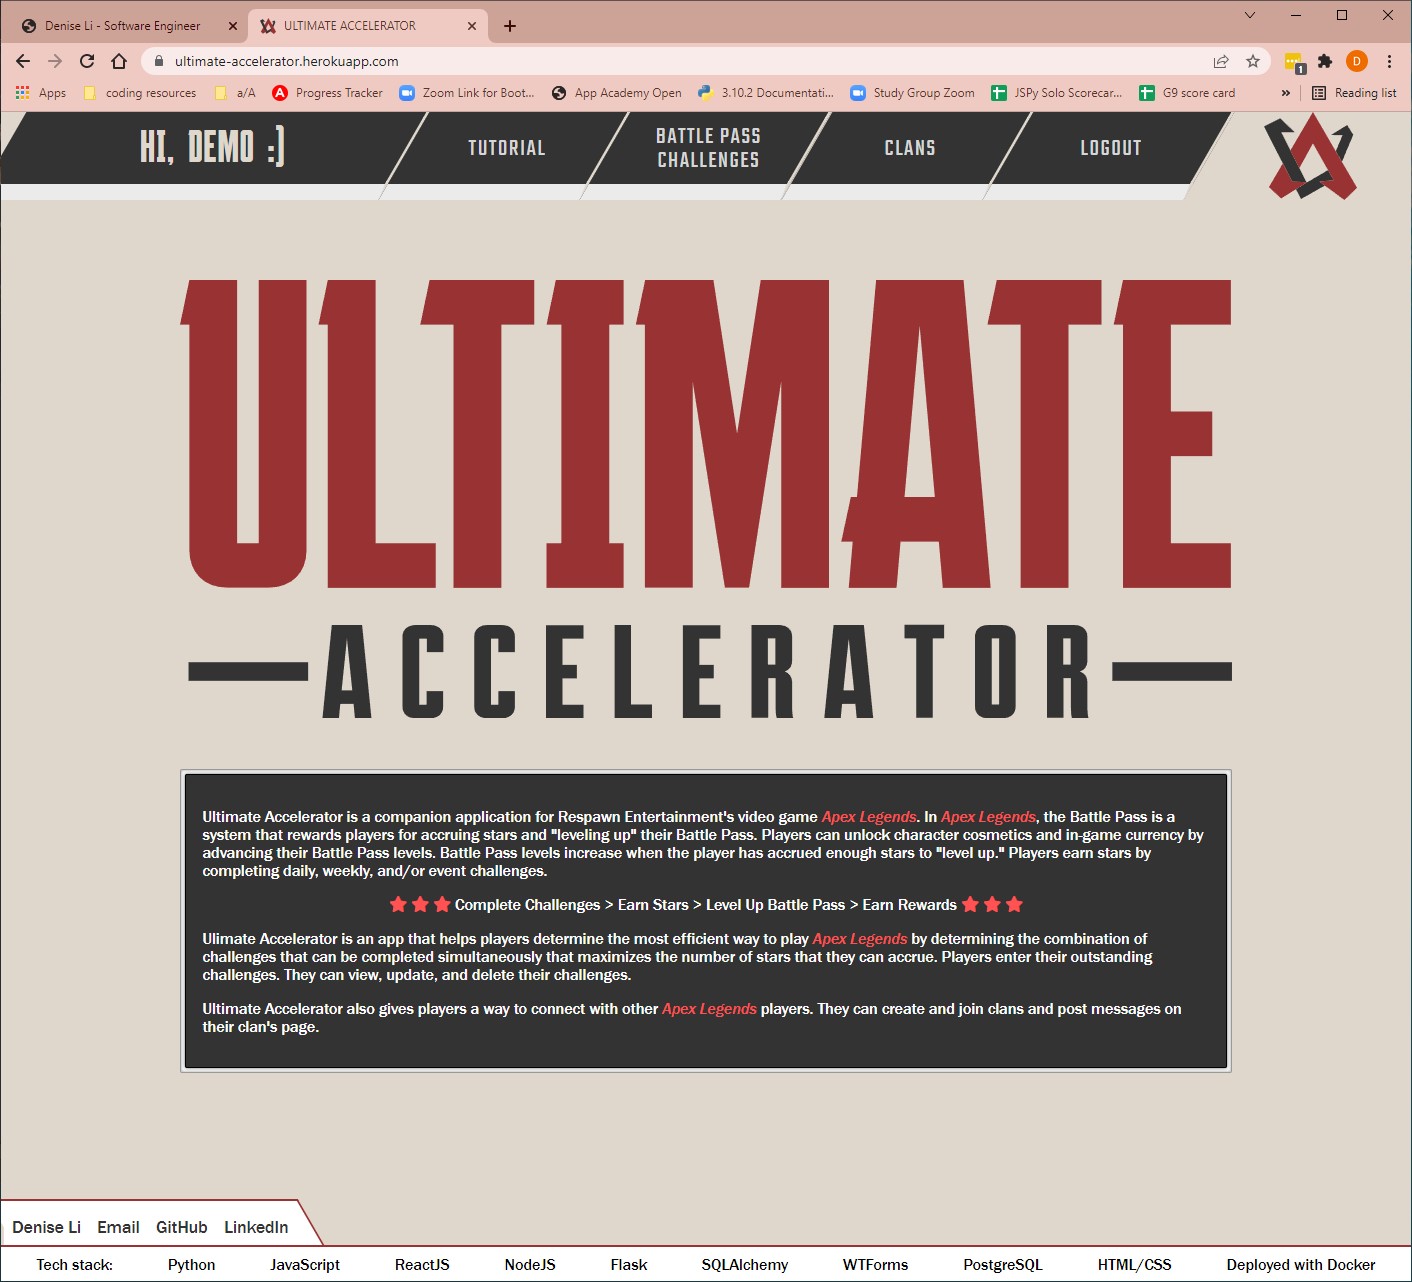 Denise Li - Software Engineer
ULTIMATE ACCELERATOR
ultimate-accelerator.herokuapp.com
1
D
Apps
coding resources
a/A
Progress Tracker
Zoom Link for Boot...
App Academy Open
3.10.2 Documentati...
Study Group Zoom
JSPy Solo Scorecar...
G9 score card
»
Reading list
HI, DEMO :)
TUTORIAL
BATTLE PASS
CHALLENGES
CLANS
LOGOUT
ULTIMATE
ACCELERATOR
Ultimate Accelerator is a companion application for Respawn Entertainment's video game Apex Legends. In Apex Legends, the Battle Pass is a
system that rewards players for accruing stars and "leveling up" their Battle Pass. Players can unlock character cosmetics and in-game currency by
advancing their Battle Pass levels. Battle Pass levels increase when the player has accrued enough stars to "level up." Players earn stars by
completing daily, weekly, and/or event challenges.
Complete Challenges > Earn Stars > Level Up Battle Pass > Earn Rewards
Ulimate Accelerator is an app that helps players determine the most efficient way to play Apex Legends by determining the combination of
challenges that can be completed simultaneously that maximizes the number of stars that they can accrue. Players enter their outstanding
challenges. They can view, update, and delete their challenges.
Ultimate Accelerator also gives players a way to connect with other Apex Legends players. They can create and join clans and post messages on
their clan's page.
Denise Li Email GitHub LinkedIn
Tech stack: Python JavaScript ReactJS NodeJS Flask SQLAlchemy WTForms PostgreSQL HTML/CSS Deployed with Docker